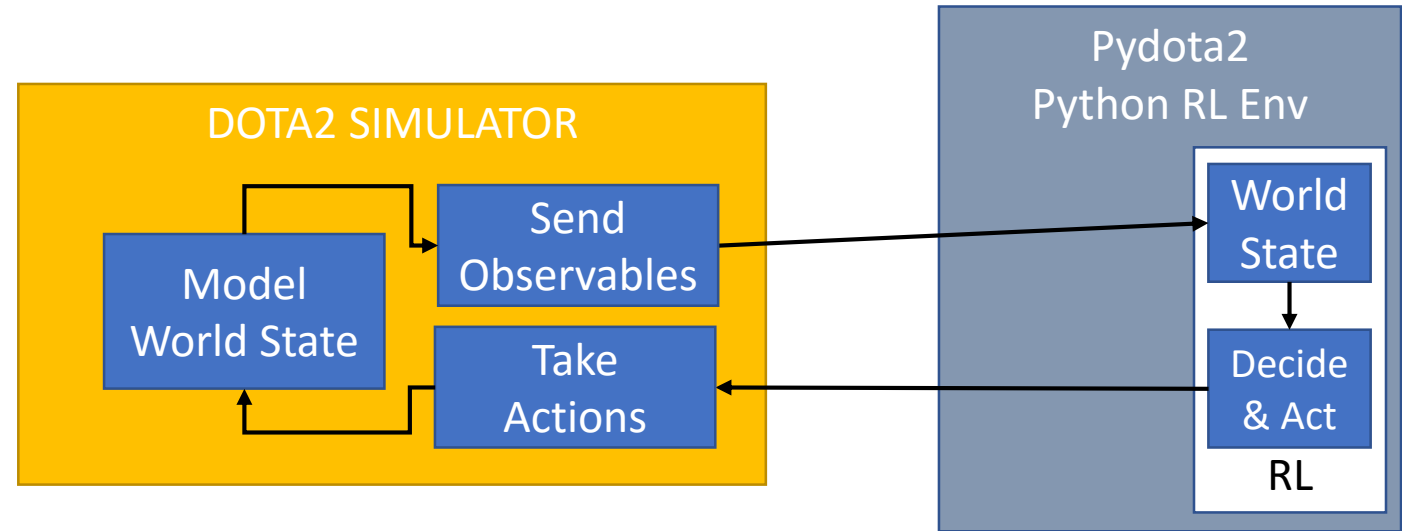 DOTA2 SIMULATOR
Model
World State
Send
Observables
Take
Actions
Pydota2
Python RL Env
World
State
Decide
& Act
RL